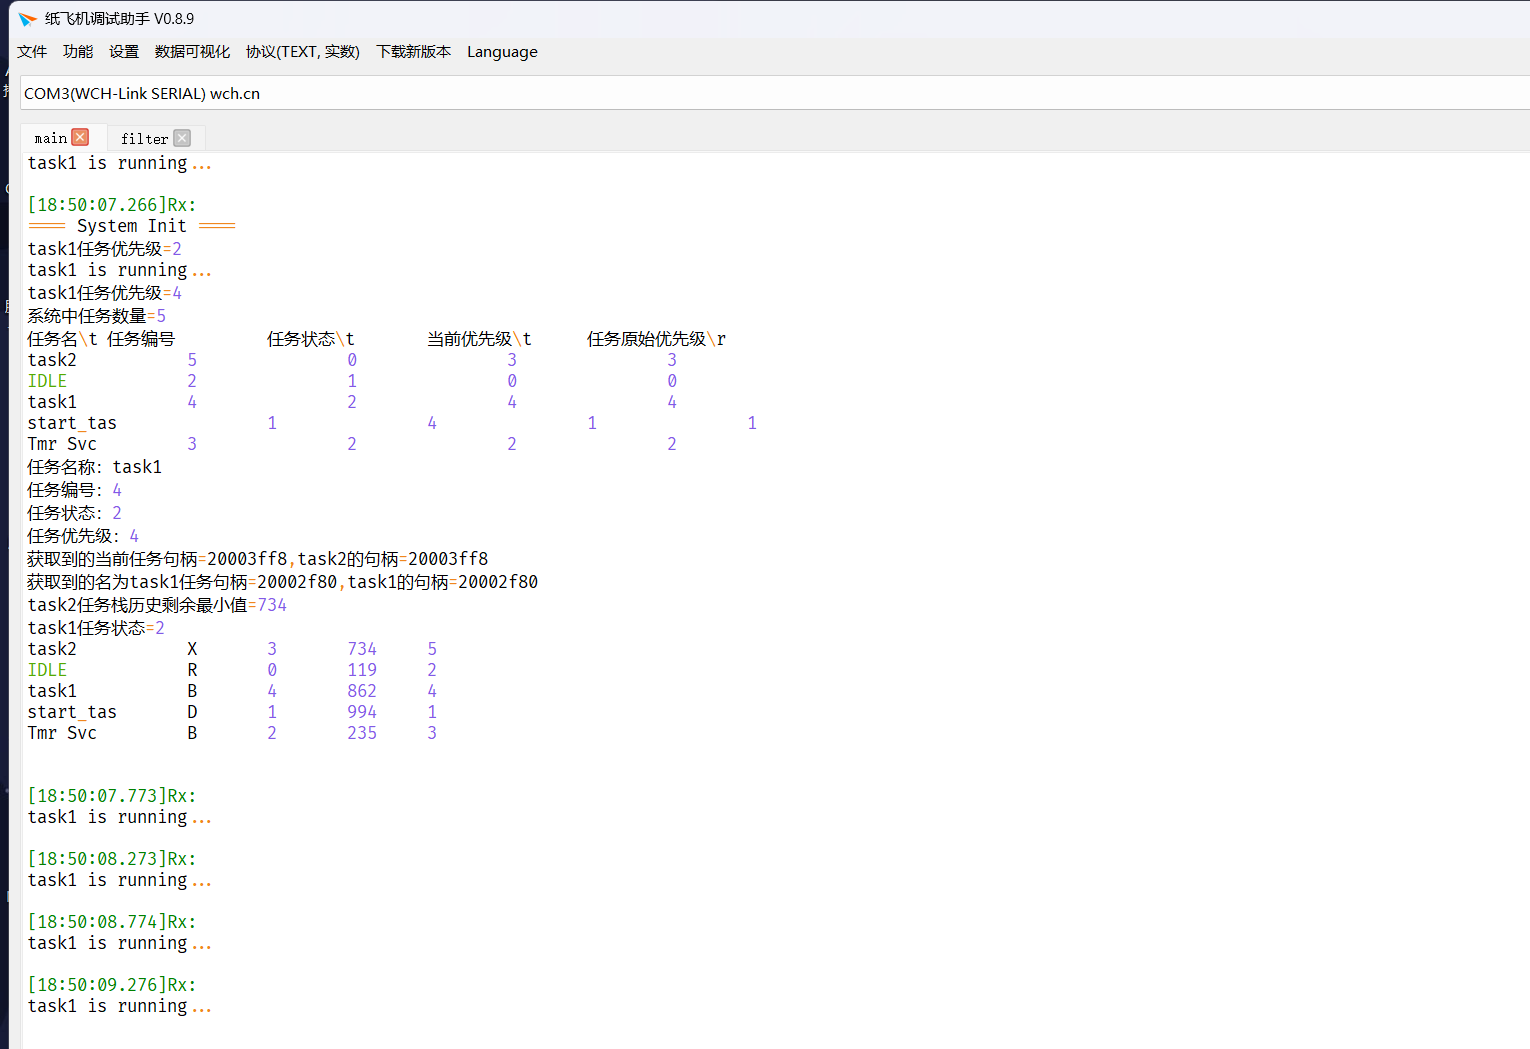 纸飞机调试助手 V0.8.9
文件 功能 设置 数据可视化 协议(TEXT, 实数) 下载新版本 Language
COM3(WCH-Link SERIAL) wch.cn
main filter
task1 is running...
[18:50:07.266]Rx:
==== System Init ====
task1任务优先级=2
task1 is running...
task1任务优先级=4
系统中任务数量=5
任务名\t 任务编号 任务状态\t 当前优先级\t 任务原始优先级\r
task2 5 0 3 3
IDLE 2 1 0 0
task1 4 2 4 4
start_tas 1 4 1 1
Tmr Svc 3 2 2 2
任务名称: task1
任务编号: 4
任务状态: 2
任务优先级: 4
获取到的当前任务句柄=20003ff8,task2的句柄=20003ff8
获取到的名为task1任务句柄=20002f80,task1的句柄=20002f80
task2任务栈历史剩余最小值=734
task1任务状态=2
task2 X 3 734 5
IDLE R 0 119 2
task1 B 4 862 4
start_tas D 1 994 1
Tmr Svc B 2 235 3
[18:50:07.773]Rx:
task1 is running...
[18:50:08.273]Rx:
task1 is running...
[18:50:08.774]Rx:
task1 is running...
[18:50:09.276]Rx:
task1 is running...